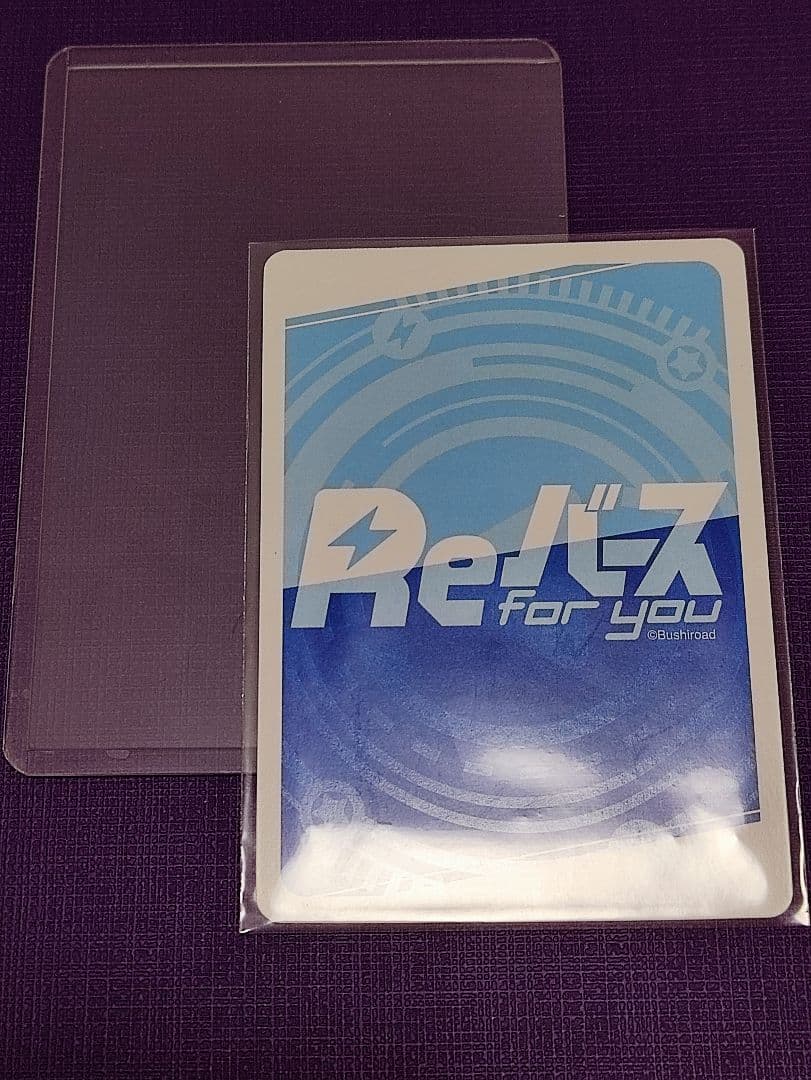 Reバース
for you
©Bushiroad